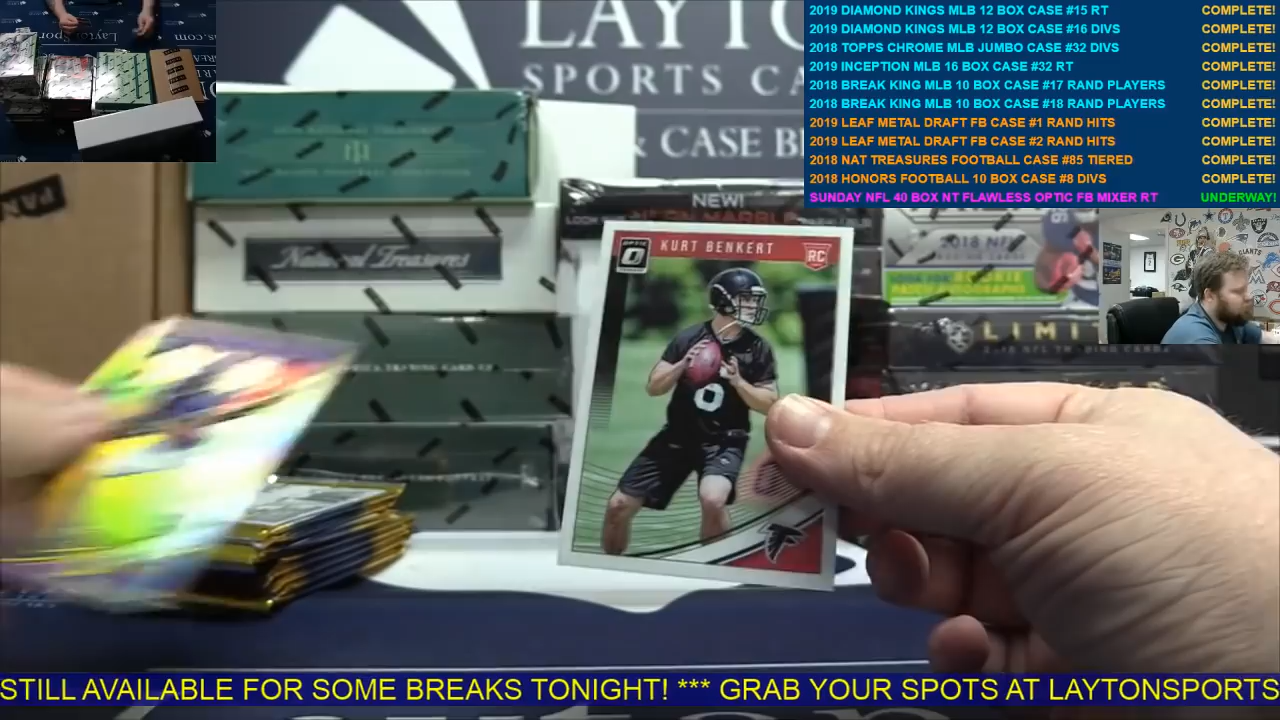 LAYTO
SPORTS CA
& CASE B
2019 DIAMOND KINGS MLB 12 BOX CASE #15 RT COMPLETE!
2019 DIAMOND KINGS MLB 12 BOX CASE #16 DIVS COMPLETE!
2018 TOPPS CHROME MLB JUMBO CASE #32 DIVS COMPLETE!
2019 INCEPTION MLB 16 BOX CASE #32 RT COMPLETE!
2018 BREAK KING MLB 10 BOX CASE #17 RAND PLAYERS COMPLETE!
2018 BREAK KING MLB 10 BOX CASE #18 RAND PLAYERS COMPLETE!
2019 LEAF METAL DRAFT FB CASE #1 RAND HITS COMPLETE!
2019 LEAF METAL DRAFT FB CASE #2 RAND HITS COMPLETE!
2018 NAT TREASURES FOOTBALL CASE #85 TIERED COMPLETE!
2018 HONORS FOOTBALL 10 BOX CASE #8 DIVS COMPLETE!
SUNDAY NFL 40 BOX NT FLAWLESS OPTIC FB MIXER RT UNDERWAY!
NEW!
National Treasures
OPTIC
KURT BENKERT
RC
0
2018 NFL
LIMI
STILL AVAILABLE FOR SOME BREAKS TONIGHT! *** GRAB YOUR SPOTS AT LAYTONSPORTS